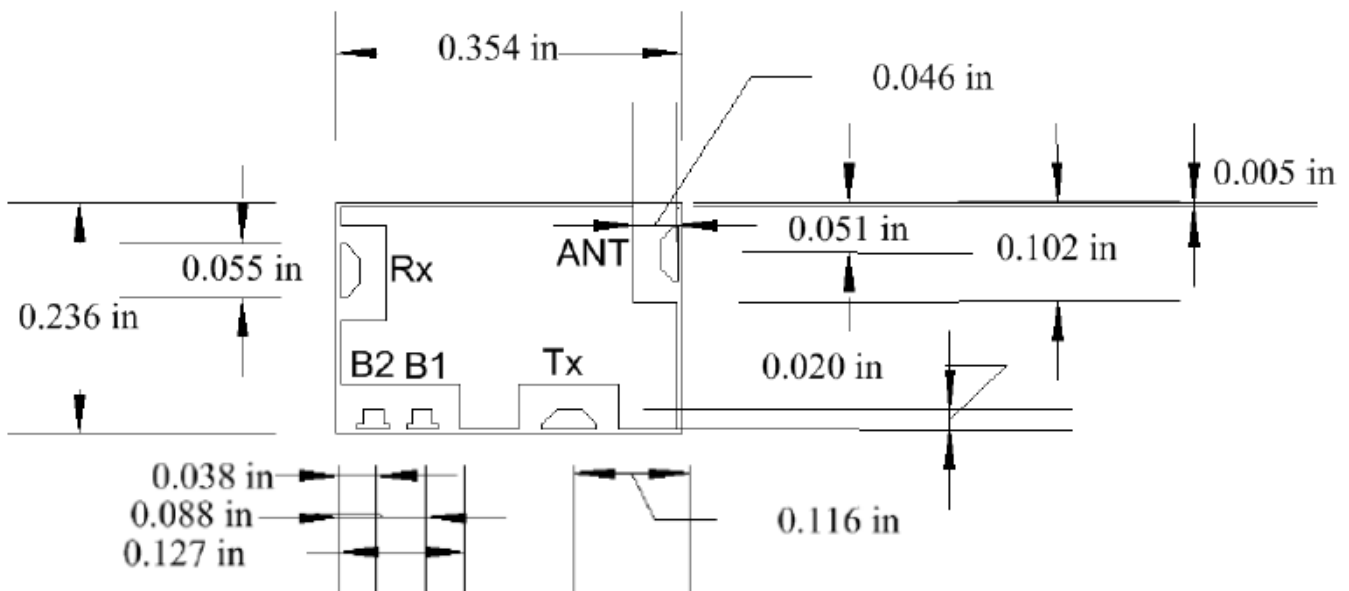 0.354 in
0.046 in
0.005 in
0.051 in
0.102 in
ANT
Rx
0.055 in
0.236 in
B2 B1
Tx
0.020 in
0.038 in
0.088 in
0.116 in
0.127 in